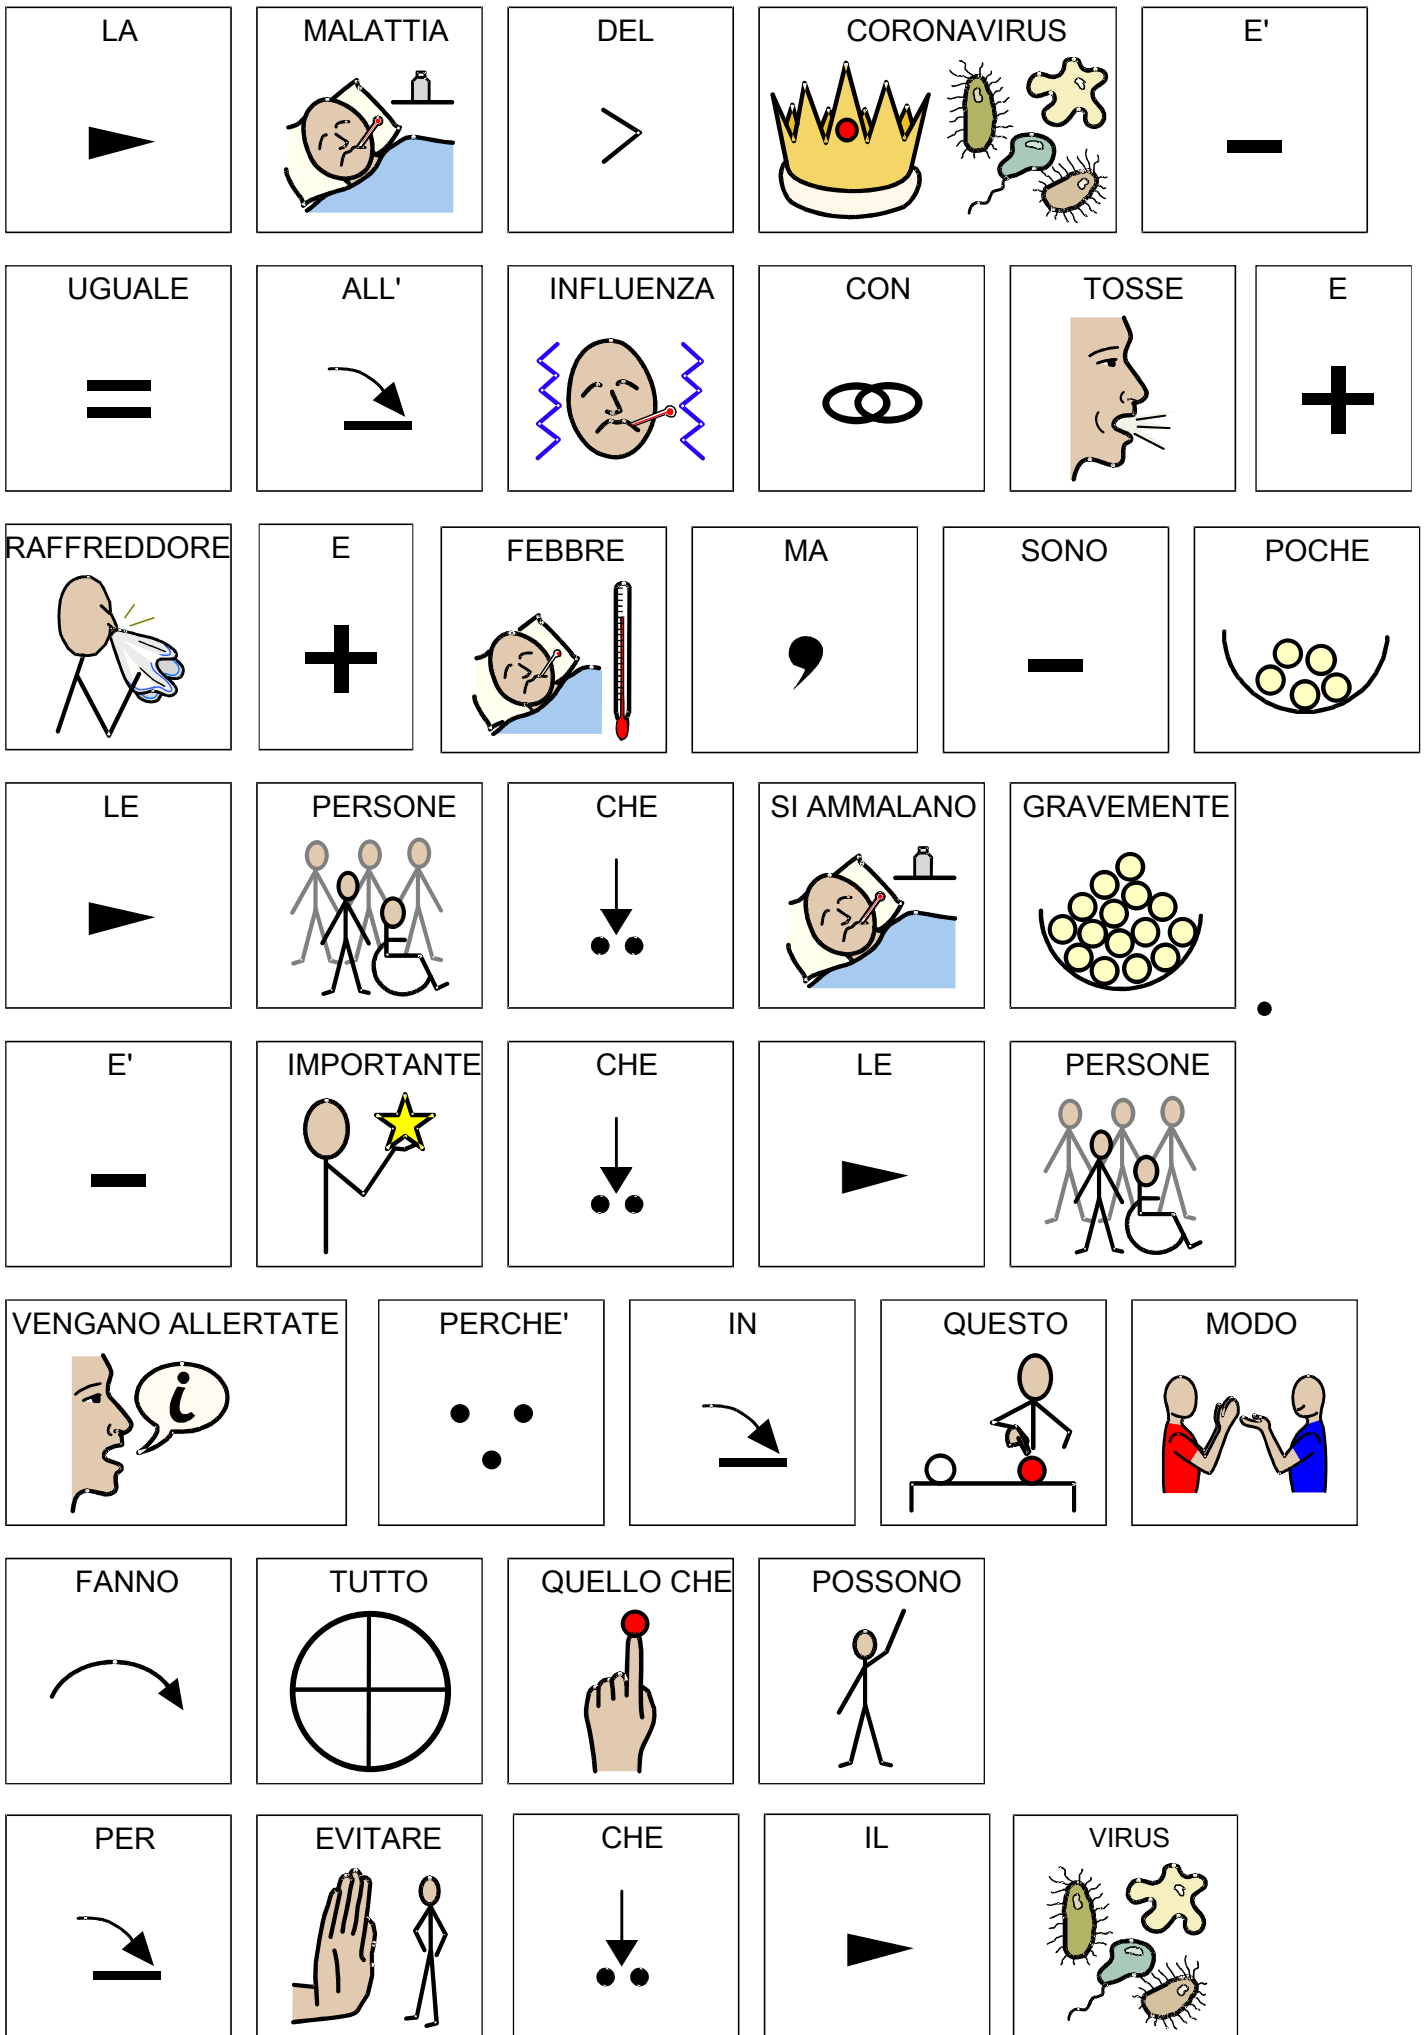 LA MALATTIA DEL CORONAVIRUS E'
UGUALE ALL' INFLUENZA CON TOSSE E
RAFFREDDORE E FEBBRE MA SONO POCHE
LE PERSONE CHE SI AMMALANO GRAVEMENTE .
E' IMPORTANTE CHE LE PERSONE
VENGANO ALLERTATE PERCHE' IN QUESTO MODO
FANNO TUTTO QUELLO CHE POSSONO
PER EVITARE CHE IL VIRUS